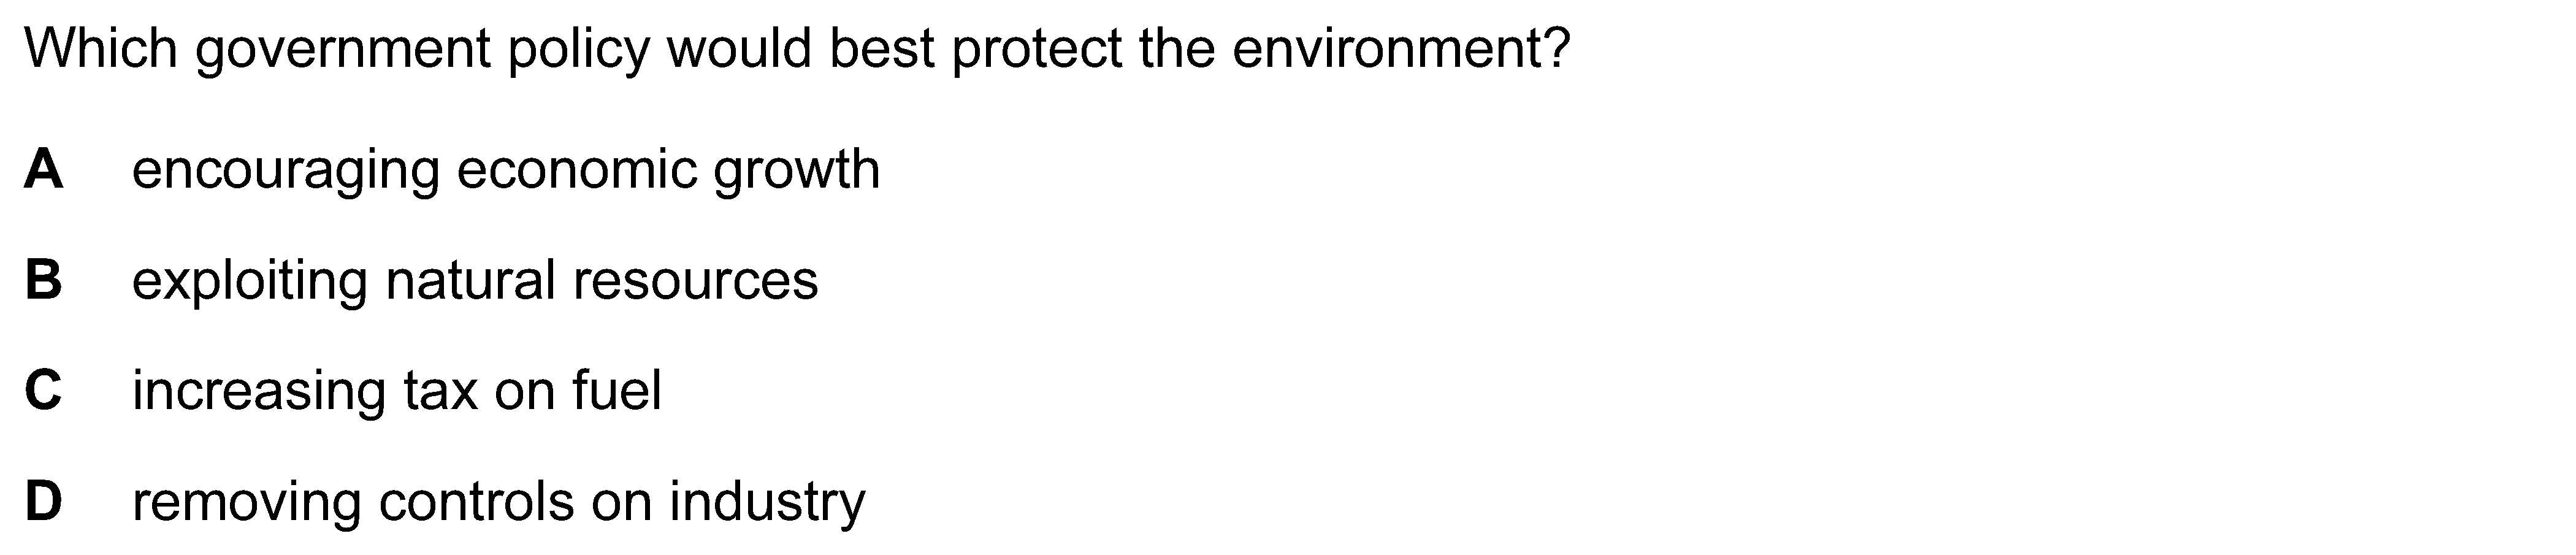 Which government policy would best protect the environment?
A encouraging economic growth
B exploiting natural resources
C increasing tax on fuel
D removing controls on industry